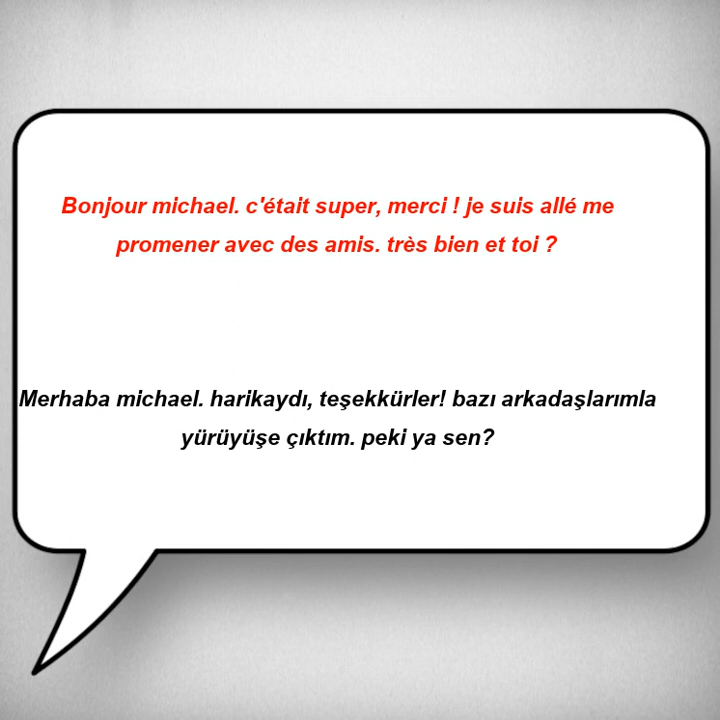 Bonjour michael. c'était super, merci ! je suis allé me
promener avec des amis. très bien et toi ?
Merhaba michael. harikaydı, teşekkürler! bazı arkadaşlarımla
yürüyüşe çıktım. peki ya sen?